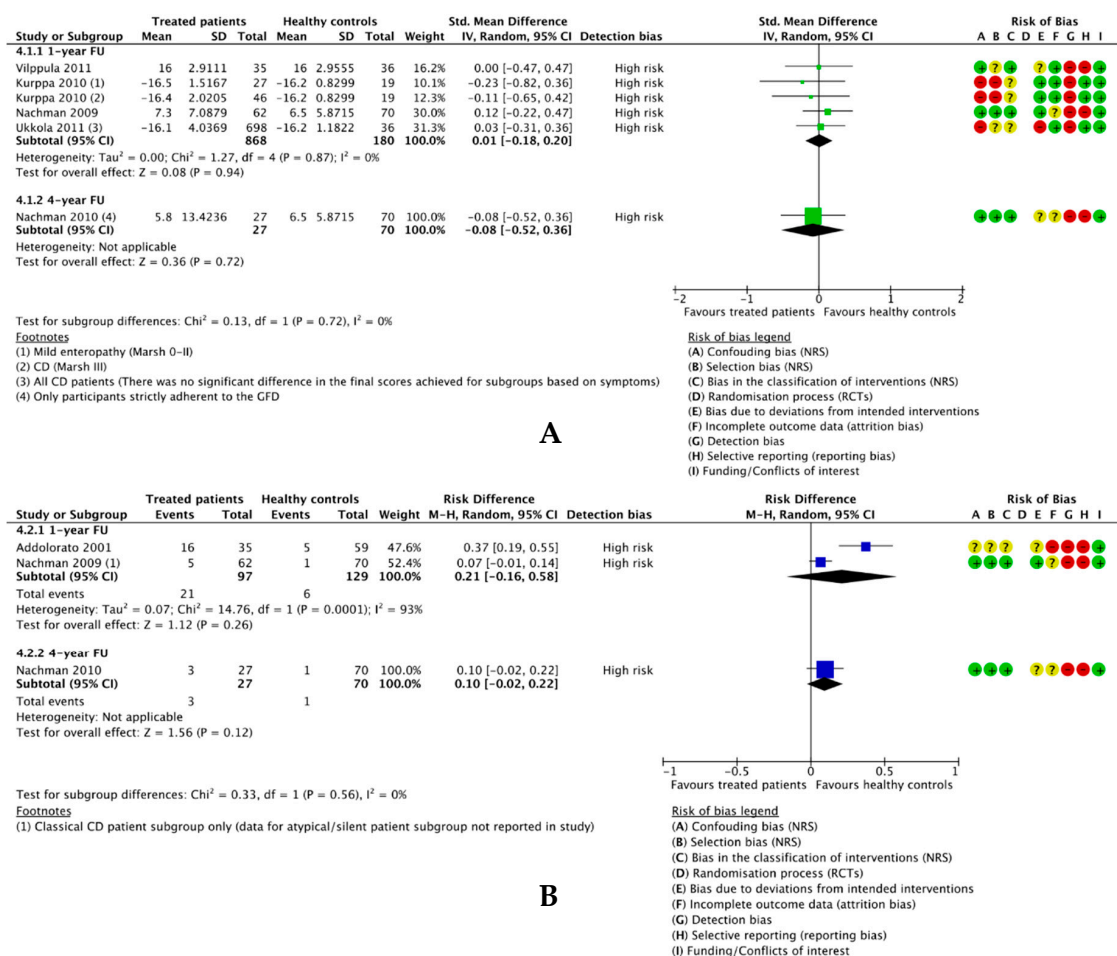 Treated patients Healthy controls Std. Mean Difference Std. Mean Difference Risk of Bias
Study or Subgroup Mean SD Total Mean SD Total Weight IV, Random, 95% CI Detection bias IV, Random, 95% CI A B C D E F G H I
4.1.1 1-year FU
Vilppula 2011 16 2.9111 35 16 2.9555 36 16.2% 0.00 [-0.47, 0.47] High risk + ? + ? + - - +
Kurppa 2010 (1) -16.5 1.5167 27 -16.2 0.8299 19 10.1% -0.23 [-0.82, 0.36] High risk - - ? + + - - +
Kurppa 2010 (2) -16.4 2.0205 46 -16.2 0.8299 19 12.3% -0.11 [-0.65, 0.42] High risk - - ? + + - - +
Nachman 2009 7.3 7.0879 62 6.5 5.8715 70 30.0% 0.12 [-0.22, 0.47] High risk + + + + ? - - +
Ukkola 2011 (3) -16.1 4.0369 698 -16.2 1.1822 36 31.3% 0.03 [-0.31, 0.36] High risk - ? ? - + - - +
Subtotal (95% CI) 868 180 100.0% 0.01 [-0.18, 0.20]
Heterogeneity: Tau² = 0.00; Chi² = 1.27, df = 4 (P = 0.87); I² = 0%
Test for overall effect: Z = 0.08 (P = 0.94)
4.1.2 4-year FU
Nachman 2010 (4) 5.8 13.4236 27 6.5 5.8715 70 100.0% -0.08 [-0.52, 0.36] High risk + + + ? ? - - +
Subtotal (95% CI) 27 70 100.0% -0.08 [-0.52, 0.36]
Heterogeneity: Not applicable
Test for overall effect: Z = 0.36 (P = 0.72)
-2 -1 0 1 2
Favours treated patients Favours healthy controls
Test for subgroup differences: Chi² = 0.13, df = 1 (P = 0.72), I² = 0%
Footnotes
(1) Mild enteropathy (Marsh 0-II)
(2) CD (Marsh III)
(3) All CD patients (There was no significant difference in the final scores achieved for subgroups based on symptoms)
(4) Only participants strictly adherent to the GFD
Risk of bias legend
(A) Confouding bias (NRS)
(B) Selection bias (NRS)
(C) Bias in the classification of interventions (NRS)
(D) Randomisation process (RCTs)
(E) Bias due to deviations from intended interventions
(F) Incomplete outcome data (attrition bias)
(G) Detection bias
(H) Selective reporting (reporting bias)
(I) Funding/Conflicts of interest
A
Treated patients Healthy controls Risk Difference Risk Difference Risk of Bias
Study or Subgroup Events Total Events Total Weight M-H, Random, 95% CI Detection bias M-H, Random, 95% CI A B C D E F G H I
4.2.1 1-year FU
Addolorato 2001 16 35 5 59 47.6% 0.37 [0.19, 0.55] High risk ? ? ? ? - - - +
Nachman 2009 (1) 5 62 1 70 52.4% 0.07 [-0.01, 0.14] High risk + + + + ? - - +
Subtotal (95% CI) 97 129 100.0% 0.21 [-0.16, 0.58]
Total events 21 6
Heterogeneity: Tau² = 0.07; Chi² = 14.76, df = 1 (P = 0.0001); I² = 93%
Test for overall effect: Z = 1.12 (P = 0.26)
4.2.2 4-year FU
Nachman 2010 3 27 1 70 100.0% 0.10 [-0.02, 0.22] High risk + + + ? ? - - +
Subtotal (95% CI) 27 70 100.0% 0.10 [-0.02, 0.22]
Total events 3 1
Heterogeneity: Not applicable
Test for overall effect: Z = 1.56 (P = 0.12)
-1 -0.5 0 0.5 1
Favours treated patients Favours healthy controls
Test for subgroup differences: Chi² = 0.33, df = 1 (P = 0.56), I² = 0%
Footnotes
(1) Classical CD patient subgroup only (data for atypical/silent patient subgroup not reported in study)
Risk of bias legend
(A) Confouding bias (NRS)
(B) Selection bias (NRS)
(C) Bias in the classification of interventions (NRS)
(D) Randomisation process (RCTs)
(E) Bias due to deviations from intended interventions
(F) Incomplete outcome data (attrition bias)
(G) Detection bias
(H) Selective reporting (reporting bias)
(I) Funding/Conflicts of interest
B